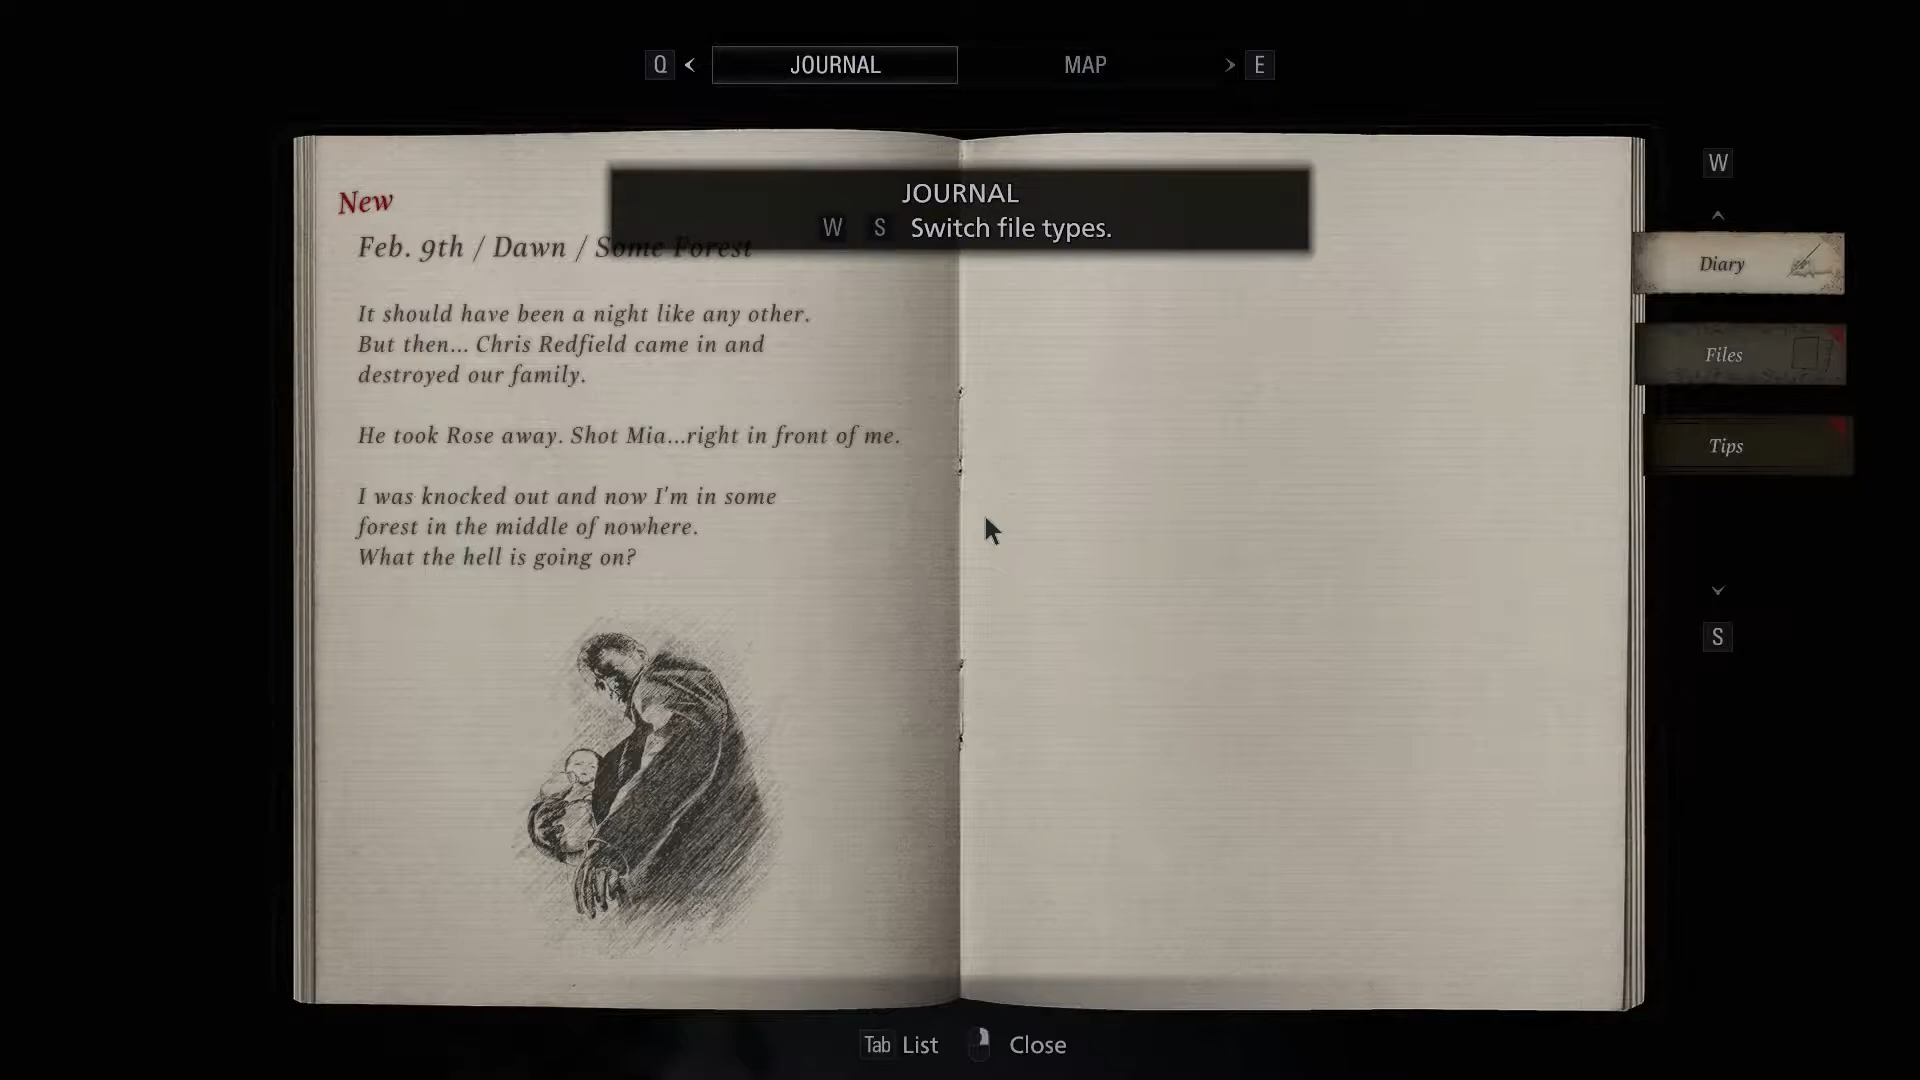 Q < JOURNAL MAP > E
JOURNAL
W S Switch file types.
New
Feb. 9th / Dawn / Some Forest
It should have been a night like any other.
But then... Chris Redfield came in and
destroyed our family.
He took Rose away. Shot Mia...right in front of me.
I was knocked out and now I'm in some
forest in the middle of nowhere.
What the hell is going on?
W
Diary
Files
Tips
S
Tab List Close